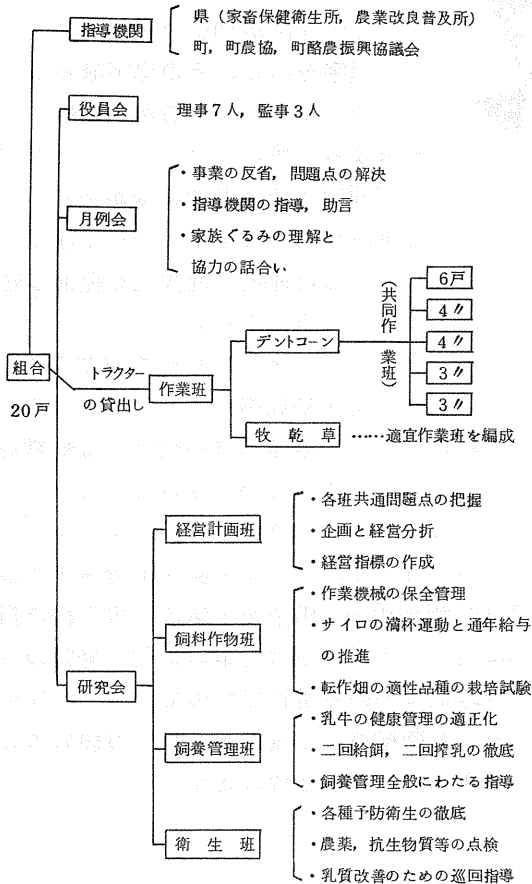 指導機関
県(家畜保健衛生所,農業改良普及所)
町,町農協,町酪農振興協議会
役員会
理事7人,監事3人
月例会
・事業の反省,問題点の解決
・指導機関の指導,助言
・家族ぐるみの理解と
協力の話合い
組合
20戸
トラクター
の貸出し
作業班
デントコーン
(共同作業班)
6戸
4〃
4〃
3〃
3〃
牧乾草
……適宜作業班を編成
研究会
経営計画班
・各班共通問題点の把握
・企画と経営分折
・経営指標の作成
飼料作物班
・作業機械の保全管理
・サイロの満杯運動と通年給与
の推進
・転作畑の適性品種の栽培試験
飼養管理班
・乳牛の健康管理の適正化
・二回給餌,二回搾乳の徹底
・飼養管理全般にわたる指導
衛生班
・各種予防衛生の徹底
・農薬,抗生物質等の点検
・乳質改善のための巡回指導